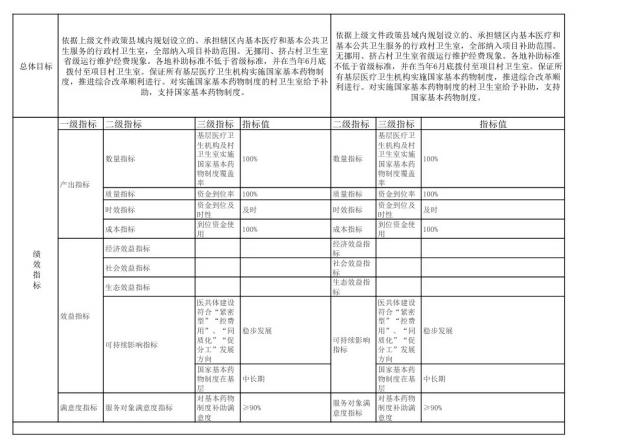 总体目标
依据上级文件政策县域内规划设立的、承担辖区内基本医疗和基本公共卫
生服务的行政村卫生室，全部纳入项目补助范围。无挪用、挤占村卫生室
省级运行维护经费现象。各地补助标准不低于省级标准，并在当年6月底
拨付至项目村卫生室。保证所有基层医疗卫生机构实施国家基本药物制
度，推进综合改革顺利进行。对实施国家基本药物的村卫生室给予补
助，支持国家基本药物制度。
依据上级文件政策县域内规划设立的、承担辖区内基本医疗和
基本公共卫生服务的行政村卫生室，全部纳入项目补助范围。
无挪用、挤占村卫生室省级运行维护经费现象。各地补助标准
不低于省级标准，并在当年6月底拨付至项目村卫生室。保证所
有基层医疗卫生机构实施国家基本药物制度，推进综合改革顺
利进行。对实施国家基本药物的村卫生室给予补助，支持
国家基本药物制度。
绩
效
指
标
一级指标 二级指标 三级指标 指标值 二级指标 三级指标 指标值
产出指标
数量指标
基层医疗卫
生机构及村
卫生室实施
国家基本药
物制度覆盖
率
100%
数量指标
基层医疗卫
生机构及村
卫生室实施
国家基本药
物制度覆盖
率
100%
质量指标 资金到位率 100% 质量指标 资金到位率 100%
时效指标
资金到位及
时性
及时
时效指标
资金到位及
时性
及时
成本指标
到位资金使
用
100%
成本指标
到位资金使
用
100%
效益指标
经济效益指标
经济效益指
标
社会效益指标
社会效益指
标
生态效益指标
生态效益指
标
可持续影响指标
医共体建设
符合“紧密
型”“控费
用”、“同
质化”“促
分工”发展
方向
稳步发展
可持续影响
指标
医共体建设
符合“紧密
型”“控费
用”、“同
质化”“促
分工”发展
方向
稳步发展
国家基本药
物制度在基
层
中长期
国家基本药
物制度在基
层
中长期
满意度指标
服务对象满意度指标
对基本药物
制度补助满
意度
≥90%
服务对象满
意度指标
对基本药物
制度补助满
意度
≥90%